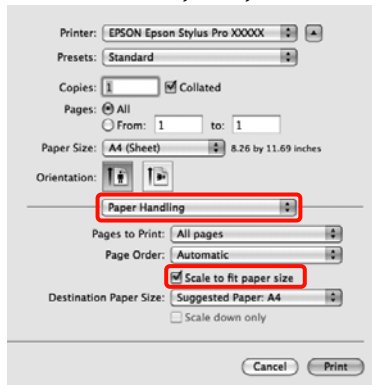 Printer: EPSON Epson Stylus Pro XXXXX
Presets: Standard
Copies: 1 Collated
Pages: All
From: 1 to: 1
Paper Size: A4 (Sheet) 8.26 by 11.69 inches
Orientation:
Paper Handling
Pages to Print: All pages
Page Order: Automatic
Scale to fit paper size
Destination Paper Size: Suggested Paper: A4
Scale down only
Cancel Print